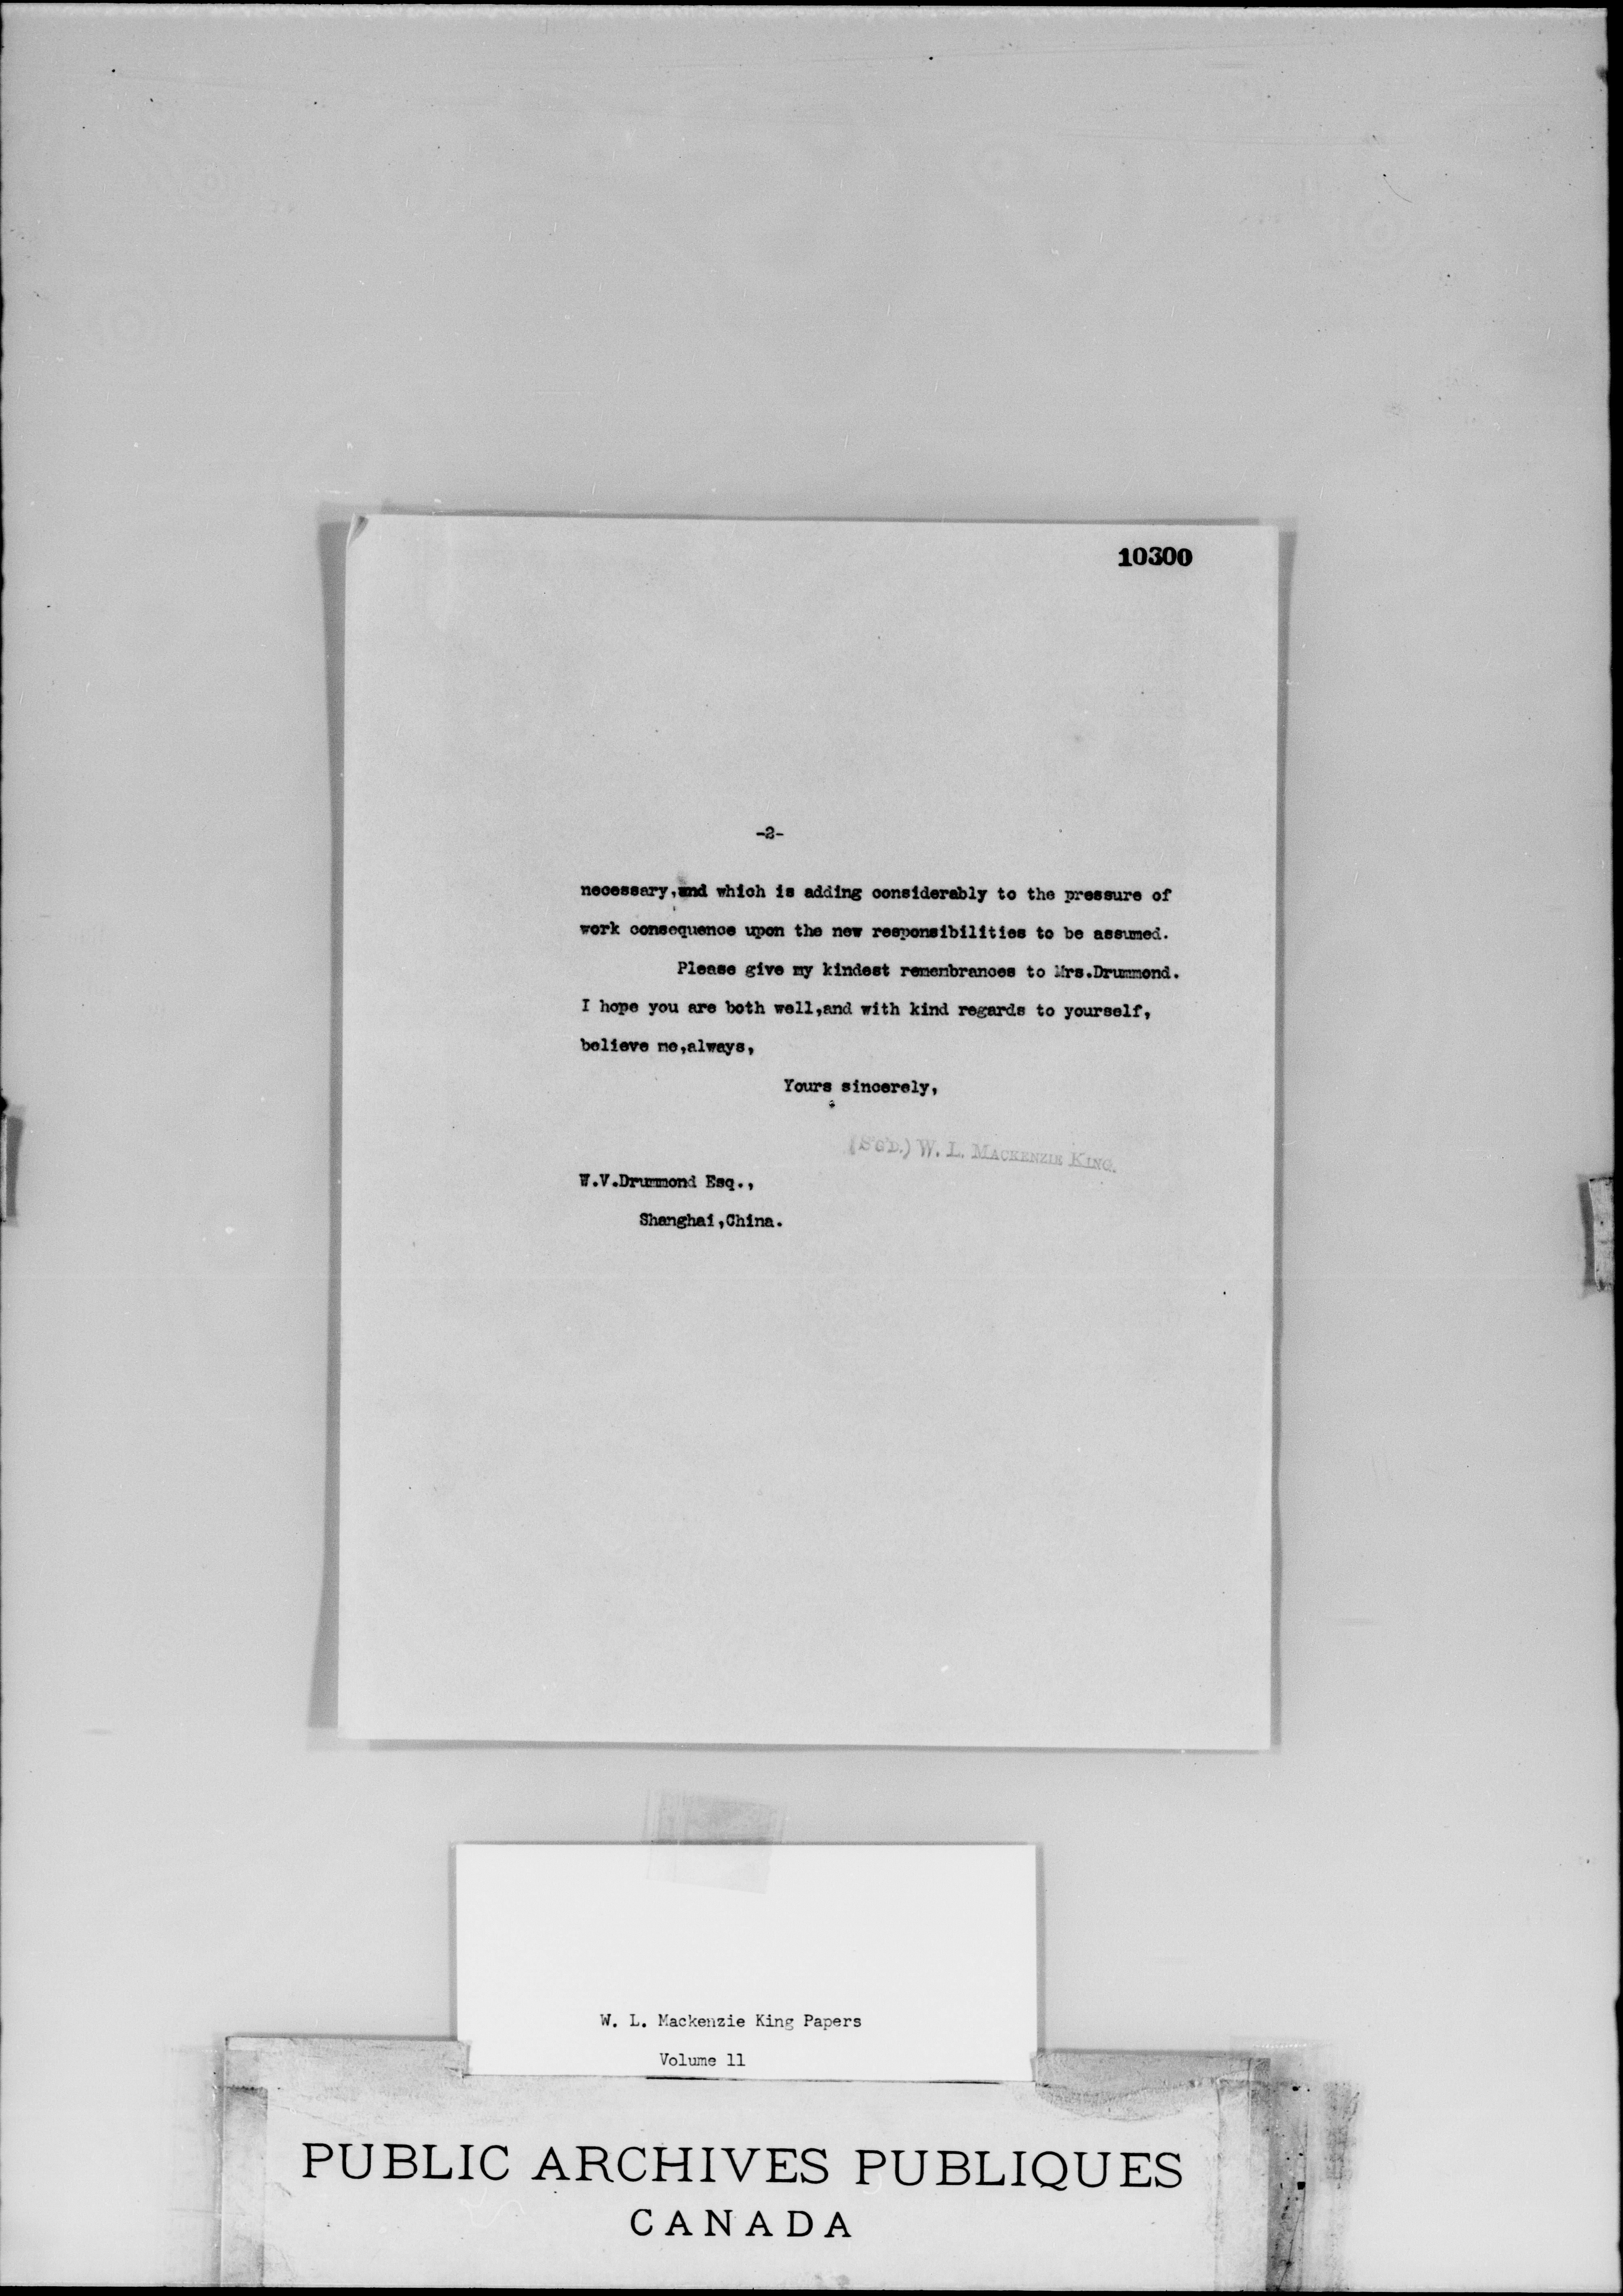 10300
-2-
necessary,and which is adding considerably to the pressure of
work consequence upon the new responsibilities to be assumed.
Please give my kindest remembrances to Mrs.Drummond.
I hope you are both well,and with kind regards to yourself,
believe me,always,
Yours sincerely,
(SGD.) W. L. MACKENZIE KING.
W.V.Drummond Esq.,
Shanghai,China.
W. L. Mackenzie King Papers
Volume 11
PUBLIC ARCHIVES PUBLIQUES
CANADA